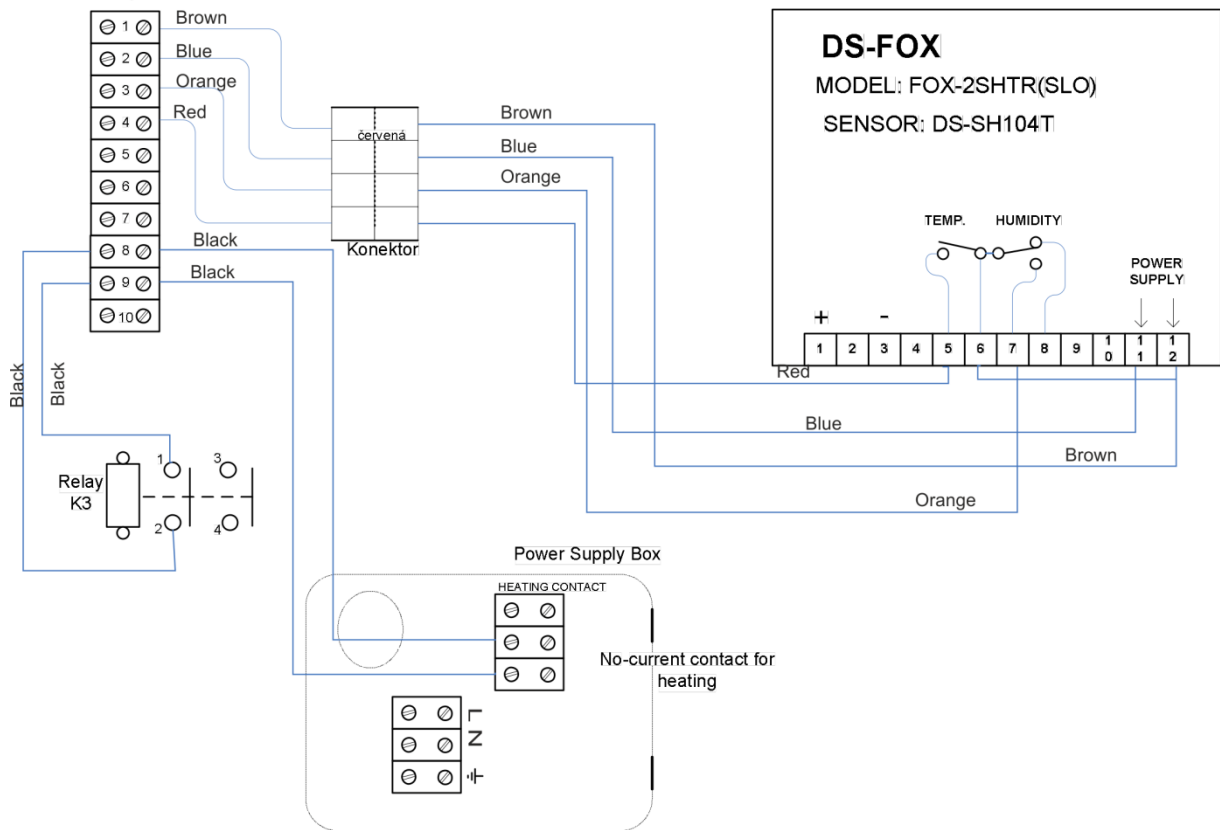 1
2
3
4
5
6
7
8
9
10
Brown
Blue
Orange
Red
Black
Black
Black
Black
červená
Konektor
Brown
Blue
Orange
DS-FOX
MODEL: FOX-2SHTR(SLO)
SENSOR: DS-SH104T
TEMP.
HUMIDITY
POWER
SUPPLY
+
-
1 2 3 4 5 6 7 8 9 10 11 12
Red
Blue
Brown
Orange
Relay
K3
1
2
3
4
Power Supply Box
HEATING CONTACT
No-current contact for
heating
L
N